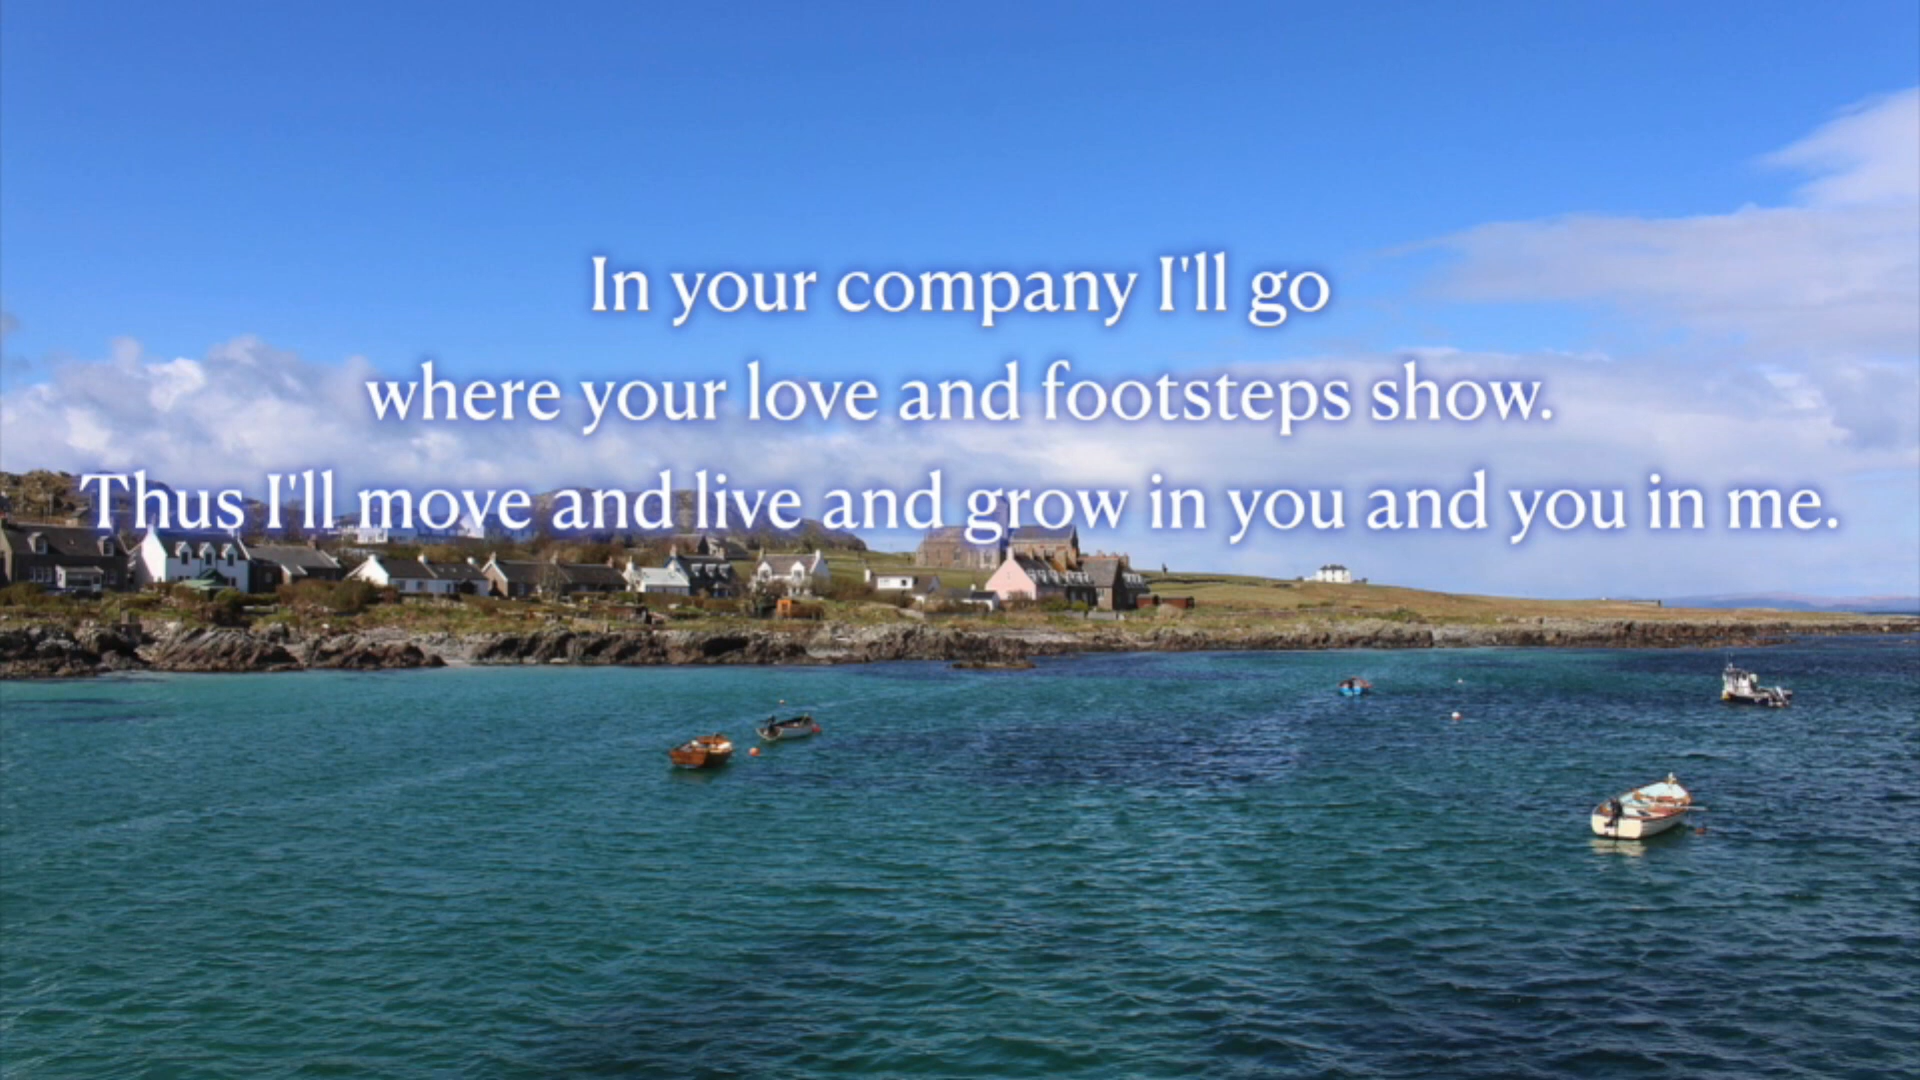 In your company I'll go
where your love and footsteps show.
Thus I'll move and live and grow in you and you in me.